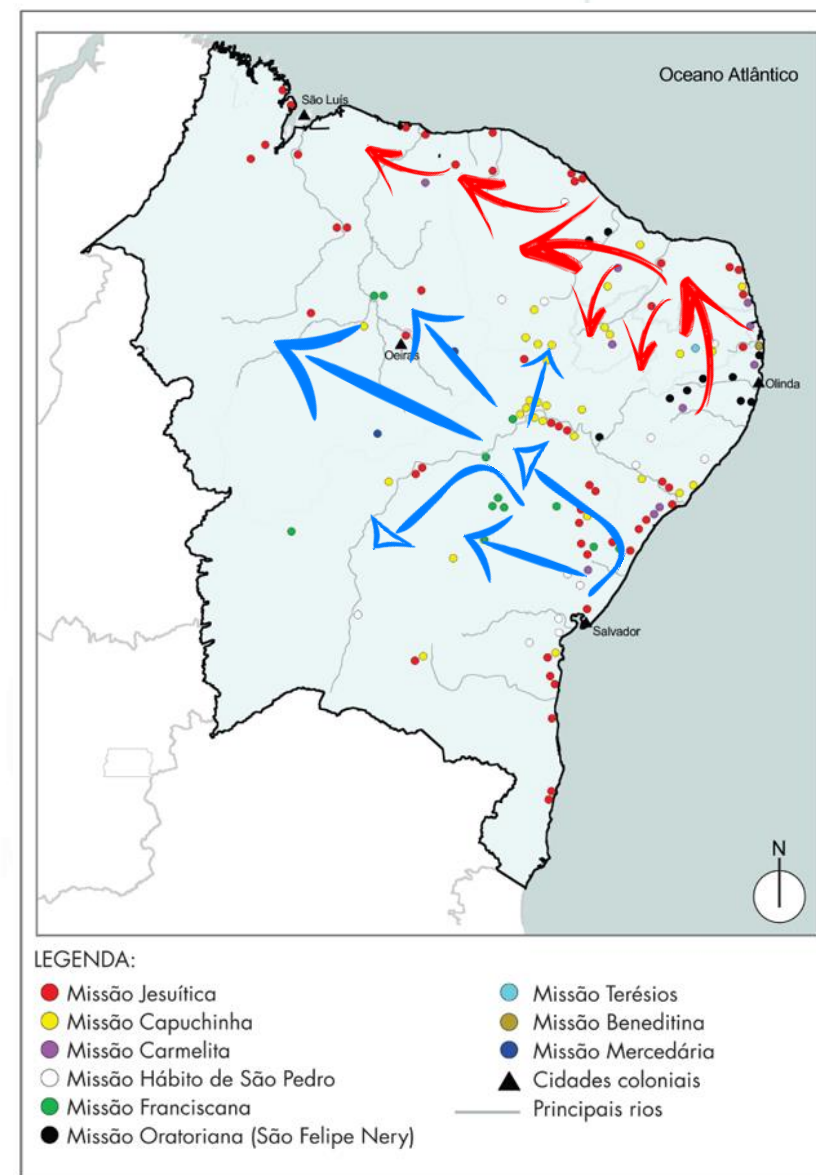 Oceano Atlântico
São Luís
Oeiras
Olinda
Salvador
N
LEGENDA:
Missão Jesuítica
Missão Capuchinha
Missão Carmelita
Missão Hábito de São Pedro
Missão Franciscana
Missão Oratoriana (São Felipe Nery)
Missão Terésios
Missão Beneditina
Missão Mercedária
Cidades coloniais
Principais rios